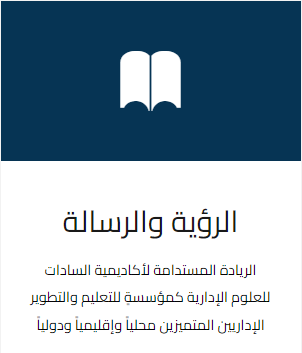 الرؤية والرسالة
الريادة المستدامة لأكاديمية السادات
للعلوم الإدارية كمؤسسةٍ للتعليم والتطوير
الإداريين المتميزين محلياً وإقليمياً ودولياً